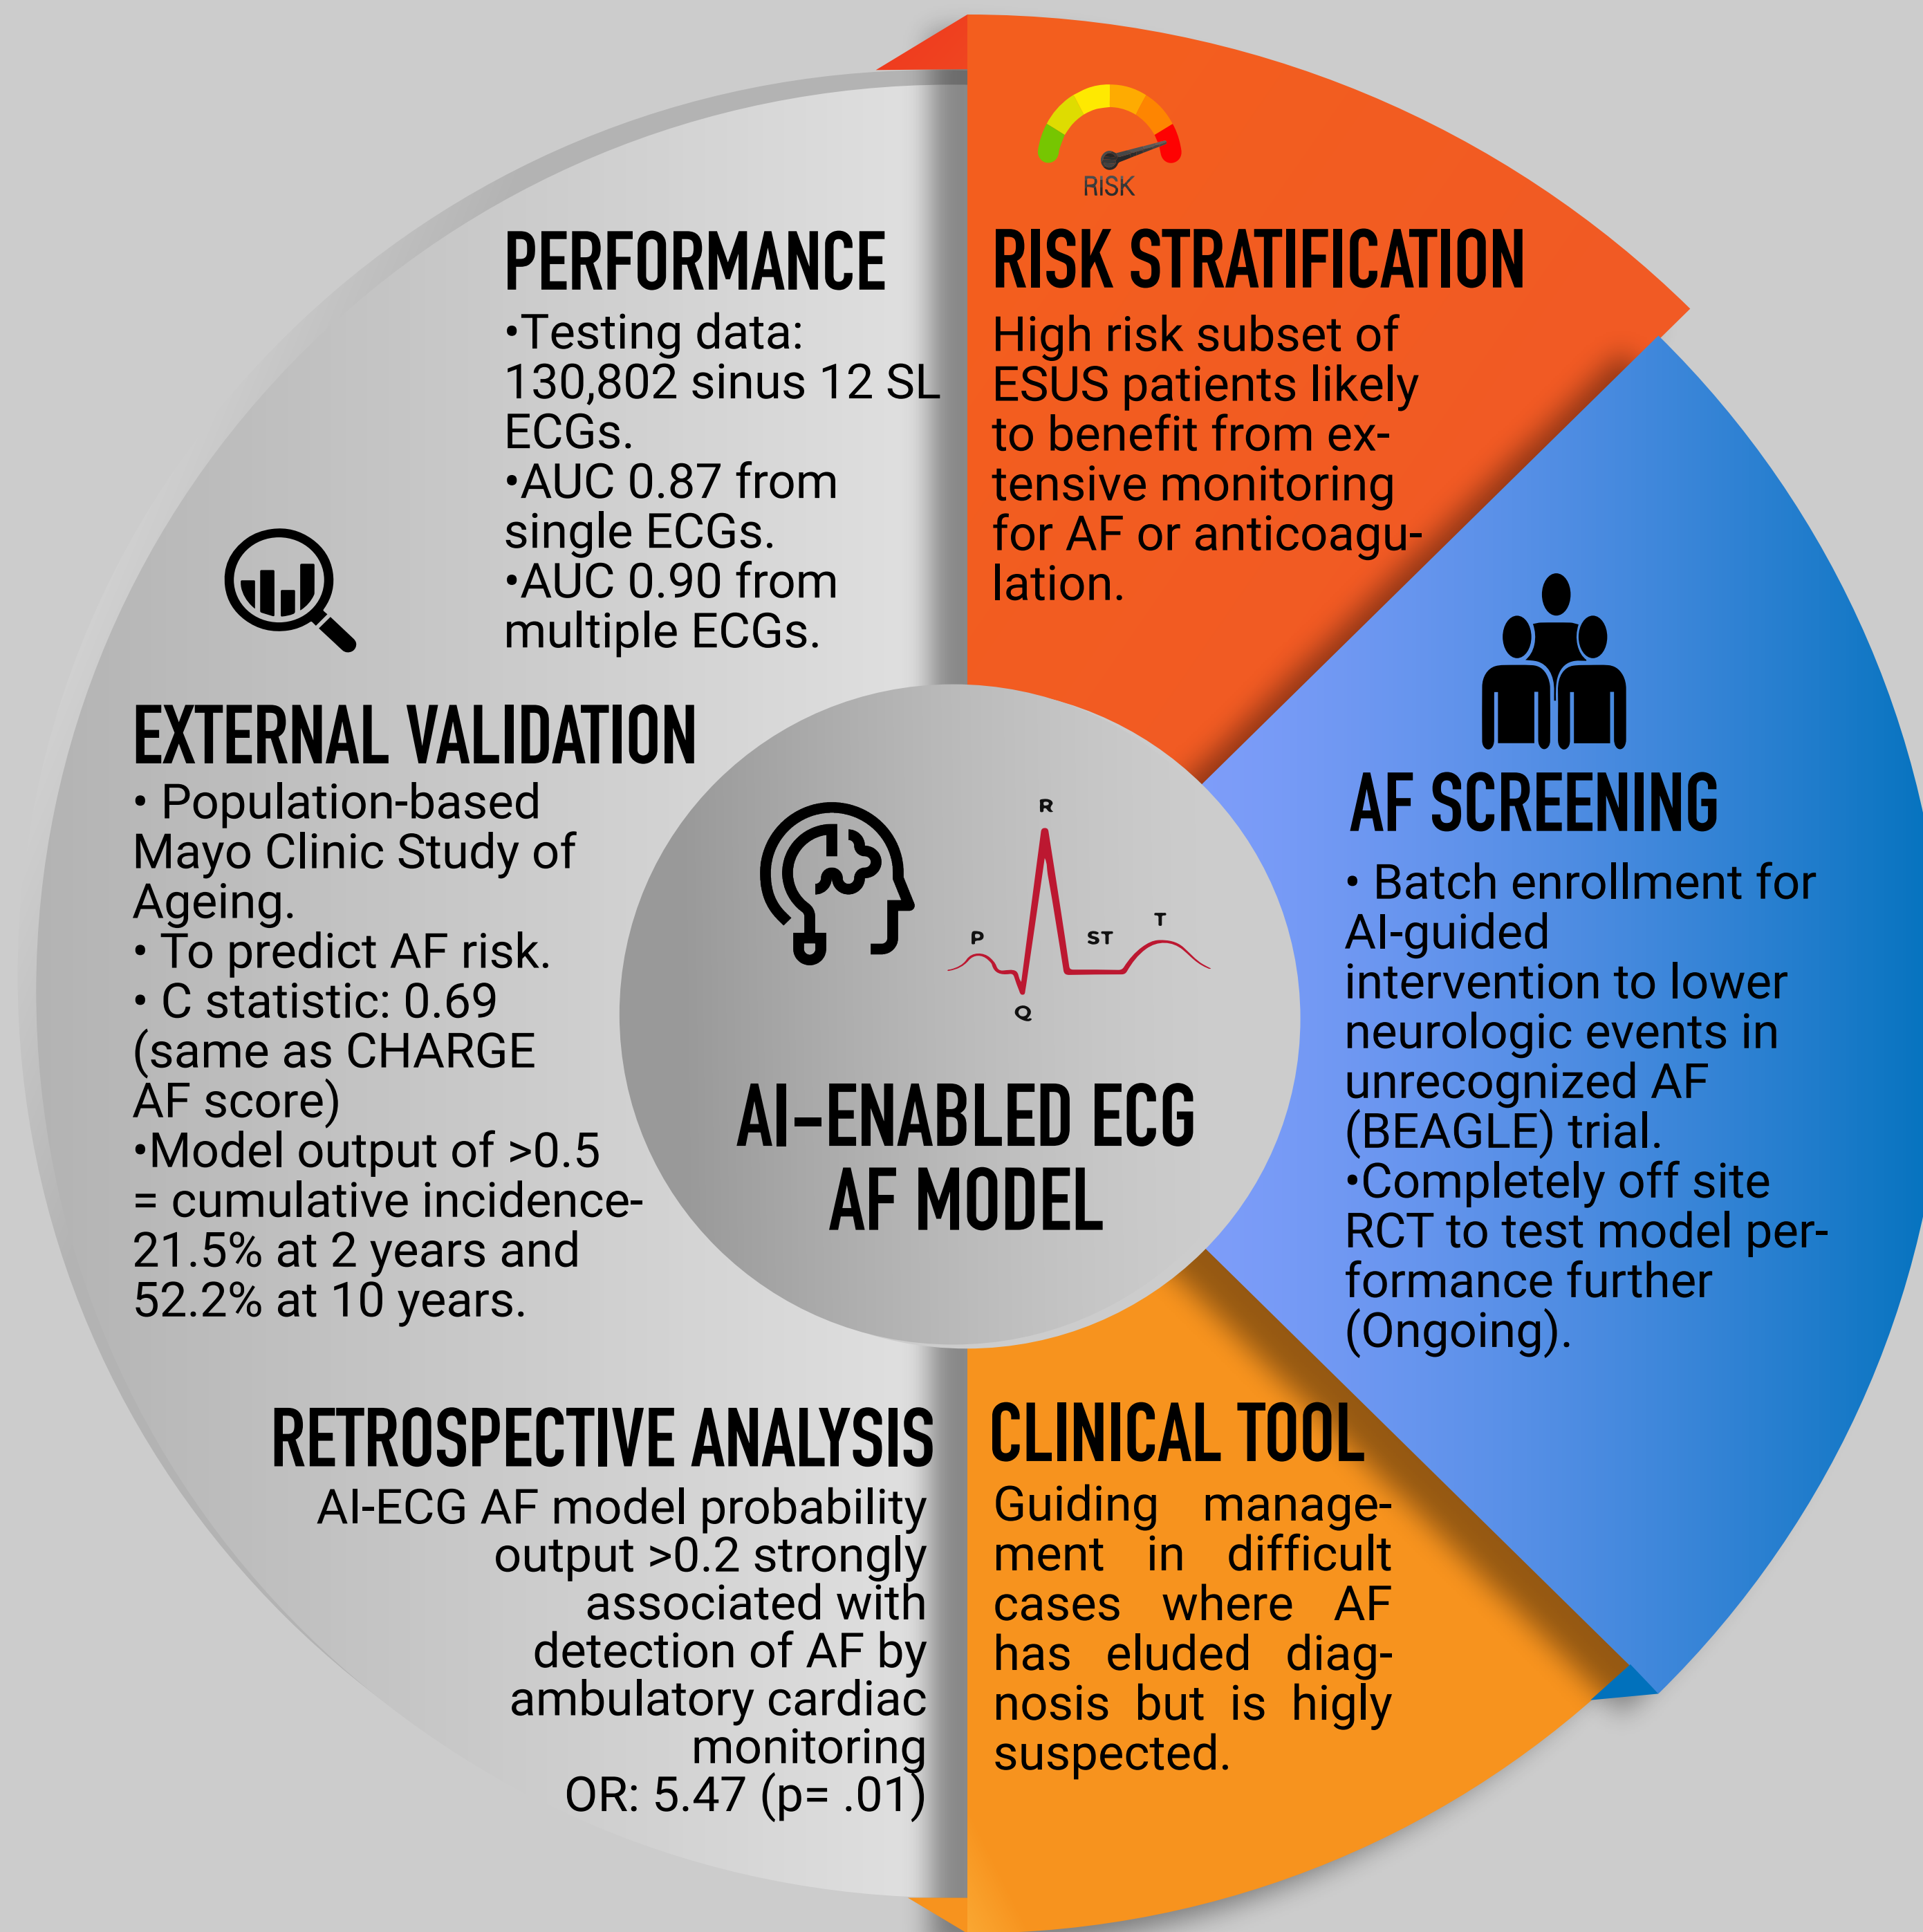 RISK
PERFORMANCE
•Testing data:
130,802 sinus 12 SL
ECGs.
•AUC 0.87 from
single ECGs.
•AUC 0.90 from
multiple ECGs.
RISK STRATIFICATION
High risk subset of
ESUS patients likely
to benefit from ex-
tensive monitoring
for AF or anticoagu-
lation.
EXTERNAL VALIDATION
• Population-based
Mayo Clinic Study of
Ageing.
• To predict AF risk.
• C statistic: 0.69
(same as CHARGE
AF score)
•Model output of >0.5
= cumulative incidence-
21.5% at 2 years and
52.2% at 10 years.
R
P
ST
T
Q
AI-ENABLED ECG
AF MODEL
AF SCREENING
• Batch enrollment for
AI-guided
intervention to lower
neurologic events in
unrecognized AF
(BEAGLE) trial.
•Completely off site
RCT to test model per-
formance further
(Ongoing).
RETROSPECTIVE ANALYSIS
AI-ECG AF model probability
output >0.2 strongly
associated with
detection of AF by
ambulatory cardiac
monitoring
OR: 5.47 (p= .01)
CLINICAL TOOL
Guiding manage-
ment in difficult
cases where AF
has eluded diag-
nosis but is higly
suspected.